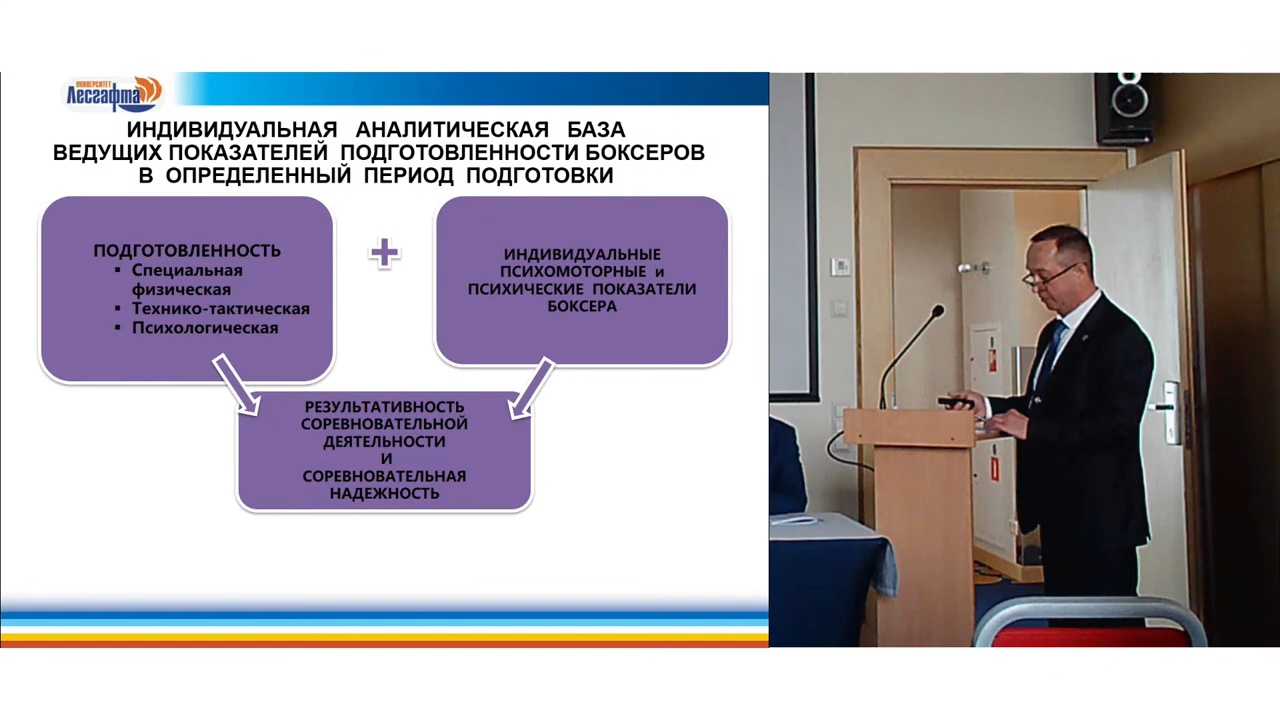 УНИВЕРСИТЕТ
Лесгафта
ИНДИВИДУАЛЬНАЯ АНАЛИТИЧЕСКАЯ БАЗА
ВЕДУЩИХ ПОКАЗАТЕЛЕЙ ПОДГОТОВЛЕННОСТИ БОКСЕРОВ
В ОПРЕДЕЛЕННЫЙ ПЕРИОД ПОДГОТОВКИ
ПОДГОТОВЛЕННОСТЬ
▪ Специальная
физическая
▪ Технико-тактическая
▪ Психологическая
+
ИНДИВИДУАЛЬНЫЕ
ПСИХОМОТОРНЫЕ и
ПСИХИЧЕСКИЕ ПОКАЗАТЕЛИ
БОКСЕРА
РЕЗУЛЬТАТИВНОСТЬ
СОРЕВНОВАТЕЛЬНОЙ
ДЕЯТЕЛЬНОСТИ
И
СОРЕВНОВАТЕЛЬНАЯ
НАДЕЖНОСТЬ